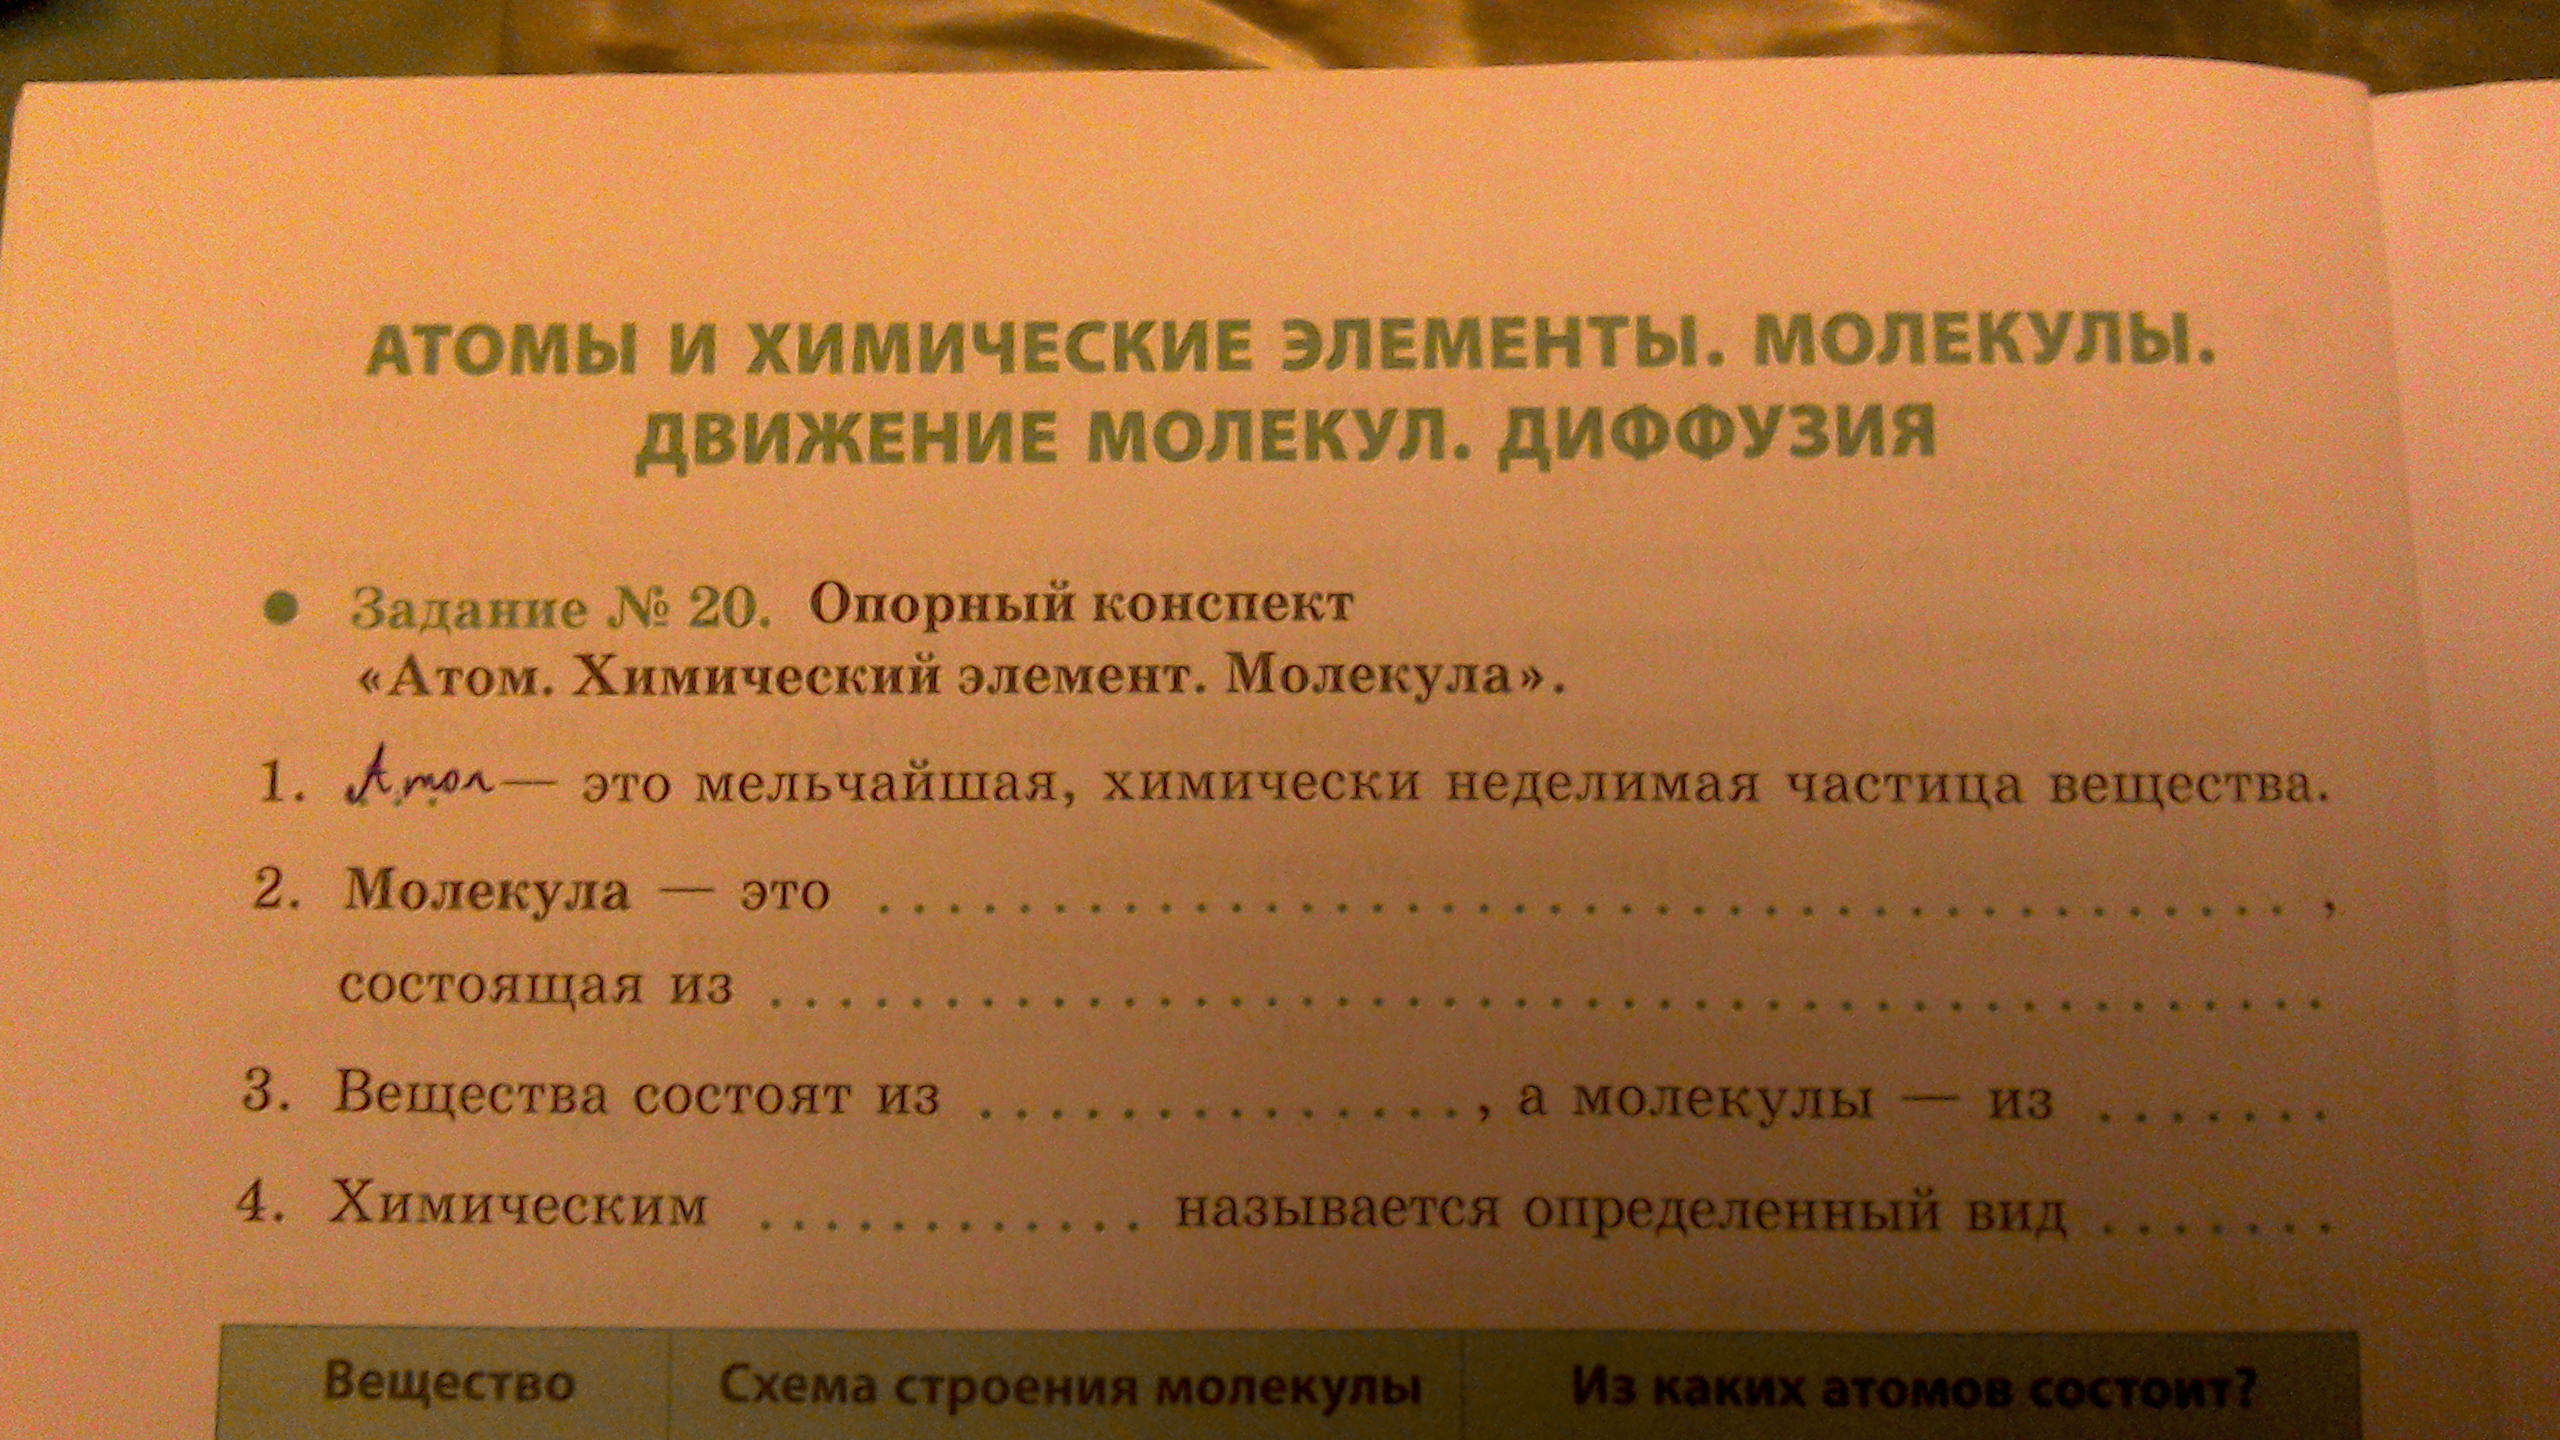 АТОМЫ И ХИМИЧЕСКИЕ ЭЛЕМЕНТЫ. МОЛЕКУЛЫ.
ДВИЖЕНИЕ МОЛЕКУЛ. ДИФФУЗИЯ
● Задание № 20. Опорный конспект
«Атом. Химический элемент. Молекула».
1. Атом — это мельчайшая, химически неделимая частица вещества.
2. Молекула — это ........................................ ,
состоящая из .............................................
3. Вещества состоят из .............. , а молекулы — из .......
4. Химическим ............ называется определенный вид .......
Вещество Схема строения молекулы Из каких атомов состоит?